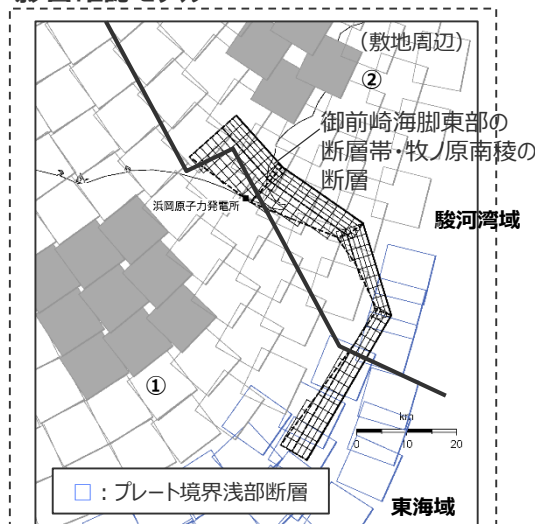 (敷地周辺)
②
御前崎海脚東部の
断層帯・牧ノ原南稜の
断層
浜岡原子力発電所
駿河湾域
①
km
0 10 20
□：プレート境界浅部断層
東海域